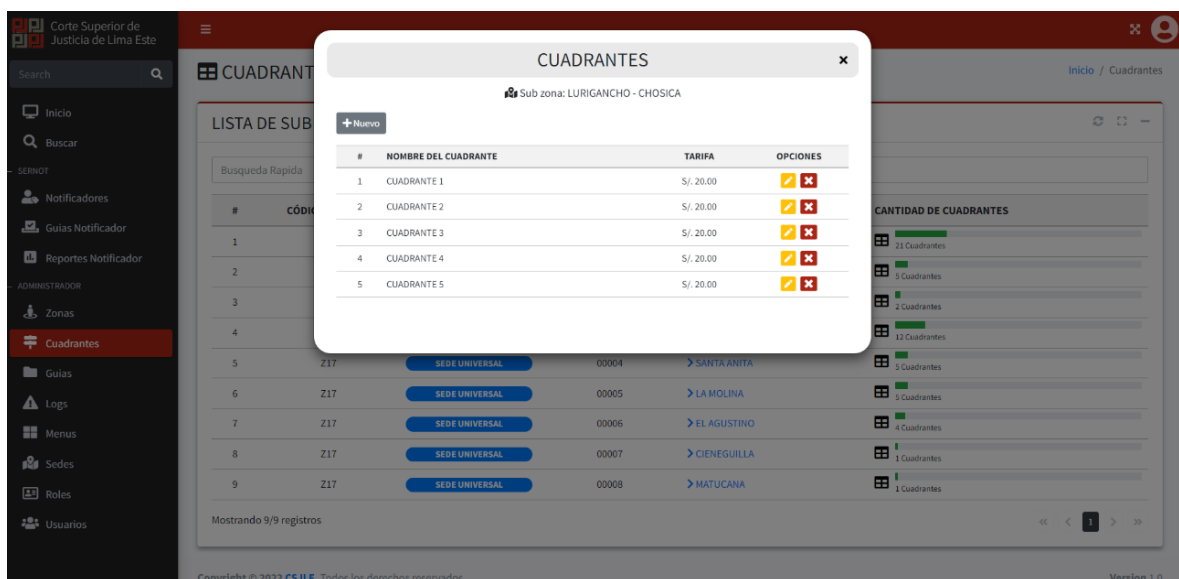 Corte Superior de
Justicia de Lima Este
Search
Inicio
Buscar
SERNOT
Notificadores
Guias Notificador
Reportes Notificador
ADMINISTRADOR
Zonas
Cuadrantes
Guias
Logs
Menus
Sedes
Roles
Usuarios
CUADRANT
Inicio / Cuadrantes
LISTA DE SUB
Busqueda Rapida
CUADRANTES
Sub zona: LURIGANCHO - CHOSICA
Nuevo
# NOMBRE DEL CUADRANTE TARIFA OPCIONES
1 CUADRANTE 1 S/. 20.00
2 CUADRANTE 2 S/. 20.00
3 CUADRANTE 3 S/. 20.00
4 CUADRANTE 4 S/. 20.00
5 CUADRANTE 5 S/. 20.00
# CÓDI CANTIDAD DE CUADRANTES
1 21 Cuadrantes
2 5 Cuadrantes
3 2 Cuadrantes
4 12 Cuadrantes
5 Z17 SEDE UNIVERSAL 00004 SANTA ANITA 5 Cuadrantes
6 Z17 SEDE UNIVERSAL 00005 LA MOLINA 5 Cuadrantes
7 Z17 SEDE UNIVERSAL 00006 EL AGUSTINO 4 Cuadrantes
8 Z17 SEDE UNIVERSAL 00007 CIENEGUILLA 1 Cuadrantes
9 Z17 SEDE UNIVERSAL 00008 MATUCANA 1 Cuadrantes
Mostrando 9/9 registros
« < 1 > »
Copyright © 2022 CSJLE. Todos los derechos reservados.
Version 1.0